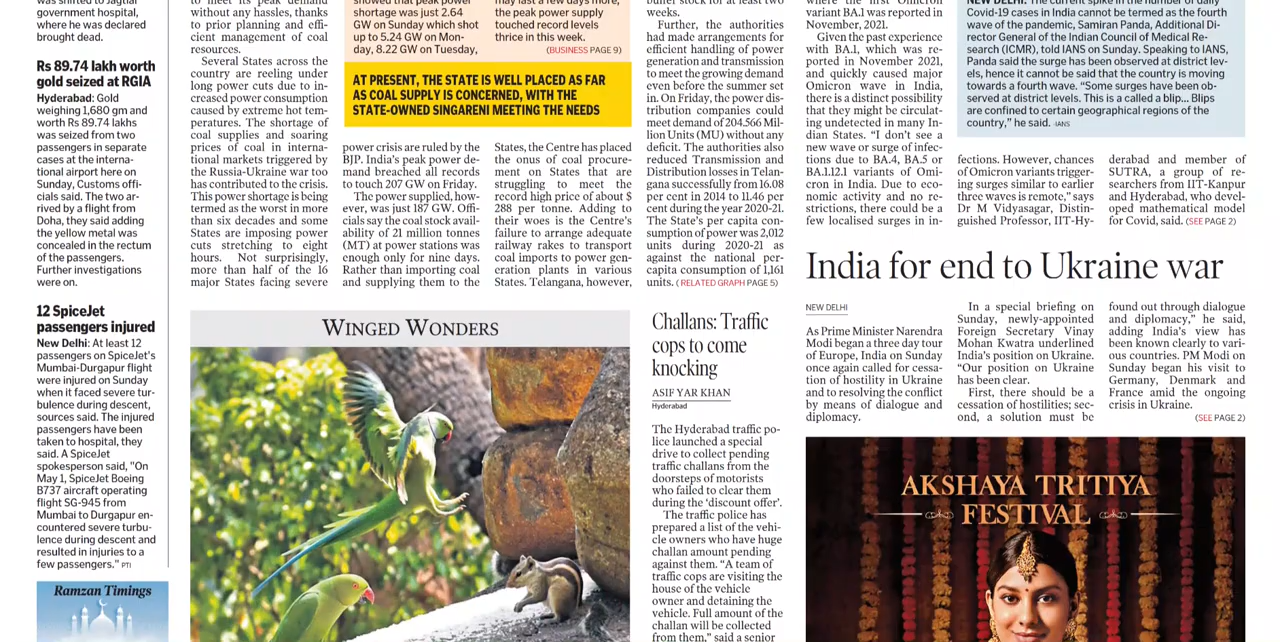 was shifted to Jagtial
government hospital,
where he was declared
brought dead.
Rs 89.74 lakh worth
gold seized at RGIA
Hyderabad: Gold
weighing 1,680 gm and
worth Rs 89.74 lakhs
was seized from two
passengers in separate
cases at the interna-
tional airport here on
Sunday, Customs offi-
cials said. The two ar-
rived by a flight from
Doha, they said adding
the yellow metal was
concealed in the rectum
of the passengers.
Further investigations
were on.
12 SpiceJet
passengers injured
New Delhi: At least 12
passengers on SpiceJet's
Mumbai-Durgapur flight
were injured on Sunday
when it faced severe tur-
bulence during descent,
sources said. The injured
passengers have been
taken to hospital, they
said. A SpiceJet
spokesperson said, "On
May 1, SpiceJet Boeing
B737 aircraft operating
flight SG-945 from
Mumbai to Durgapur en-
countered severe turbu-
lence during descent and
resulted in injuries to a
few passengers." PTI
Ramzan Timings
to meet its peak demand
without any hassles, thanks
to prior planning and effi-
cient management of coal
resources.
Several States across the
country are reeling under
long power cuts due to in-
creased power consumption
caused by extreme hot tem-
peratures. The shortage of
coal supplies and soaring
prices of coal in interna-
tional markets triggered by
the Russia-Ukraine war too
has contributed to the crisis.
This power shortage is being
termed as the worst in more
than six decades and some
States are imposing power
cuts stretching to eight
hours. Not surprisingly,
more than half of the 16
major States facing severe
showed that peak power
shortage was just 2.64
GW on Sunday which shot
up to 5.24 GW on Mon-
day, 8.22 GW on Tuesday,
may last a few days more,
the peak power supply
touched record levels
thrice in this week.
(BUSINESS PAGE 9)
AT PRESENT, THE STATE IS WELL PLACED AS FAR
AS COAL SUPPLY IS CONCERNED, WITH THE
STATE-OWNED SINGARENI MEETING THE NEEDS
power crisis are ruled by the
BJP. India's peak power de-
mand breached all records
to touch 207 GW on Friday.
The power supplied, how-
ever, was just 187 GW. Offi-
cials say the coal stock avail-
ability of 21 million tonnes
(MT) at power stations was
enough only for nine days.
Rather than importing coal
and supplying them to the
States, the Centre has placed
the onus of coal procure-
ment on States that are
struggling to meet the
record high price of about $
288 per tonne. Adding to
their woes is the Centre's
failure to arrange adequate
railway rakes to transport
coal imports to power gen-
eration plants in various
States. Telangana, however,
buffer stock for at least two
weeks.
Further, the authorities
had made arrangements for
efficient handling of power
generation and transmission
to meet the growing demand
even before the summer set
in. On Friday, the power dis-
tribution companies could
meet demand of 204.566 Mil-
lion Units (MU) without any
deficit. The authorities also
reduced Transmission and
Distribution losses in Telan-
gana successfully from 16.08
per cent in 2014 to 11.46 per
cent during the year 2020-21.
The State's per capita con-
sumption of power was 2,012
units during 2020-21 as
against the national per-
capita consumption of 1,161
units. ( RELATED GRAPH PAGE 5)
WINGED WONDERS
Challans: Traffic
cops to come
knocking
ASIF YAR KHAN
Hyderabad
The Hyderabad traffic po-
lice launched a special
drive to collect pending
traffic challans from the
doorsteps of motorists
who failed to clear them
during the 'discount offer'.
The traffic police has
prepared a list of the vehi-
cle owners who have huge
challan amount pending
against them. "A team of
traffic cops are visiting the
house of the vehicle
owner and detaining the
vehicle. Full amount of the
challan will be collected
from them," said a senior
where the first Omicron
variant BA.1 was reported in
November, 2021.
Given the past experience
with BA.1, which was re-
ported in November 2021,
and quickly caused major
Omicron wave in India,
there is a distinct possibility
that they might be circulat-
ing undetected in many In-
dian States. "I don't see a
new wave or surge of infec-
tions due to BA.4, BA.5 or
BA.1.12.1 variants of Omi-
cron in India. Due to eco-
nomic activity and no re-
strictions, there could be a
few localised surges in in-
NEW DELHI: The current spike in the number of daily
Covid-19 cases in India cannot be termed as the fourth
wave of the pandemic, Samiran Panda, Additional Di-
rector General of the Indian Council of Medical Re-
search (ICMR), told IANS on Sunday. Speaking to IANS,
Panda said the surge has been observed at district lev-
els, hence it cannot be said that the country is moving
towards a fourth wave. "Some surges have been ob-
served at district levels. This is called a blip... Blips
are confined to certain geographical regions of the
country," he said. -IANS
fections. However, chances
of Omicron variants trigger-
ing surges similar to earlier
three waves is remote," says
Dr M Vidyasagar, Distin-
guished Professor, IIT-Hy-
derabad and member of
SUTRA, a group of re-
searchers from IIT-Kanpur
and Hyderabad, who devel-
oped mathematical model
for Covid, said. (SEE PAGE 2)
India for end to Ukraine war
NEW DELHI
As Prime Minister Narendra
Modi began a three day tour
of Europe, India on Sunday
once again called for cessa-
tion of hostility in Ukraine
and to resolving the conflict
by means of dialogue and
diplomacy.
In a special briefing on
Sunday, newly-appointed
Foreign Secretary Vinay
Mohan Kwatra underlined
India's position on Ukraine.
"Our position on Ukraine
has been clear.
First, there should be a
cessation of hostilities; sec-
ond, a solution must be
found out through dialogue
and diplomacy," he said,
adding India's view has
been known clearly to vari-
ous countries. PM Modi on
Sunday began his visit to
Germany, Denmark and
France amid the ongoing
crisis in Ukraine.
(SEE PAGE 2)
AKSHAYA TRITIYA
FESTIVAL